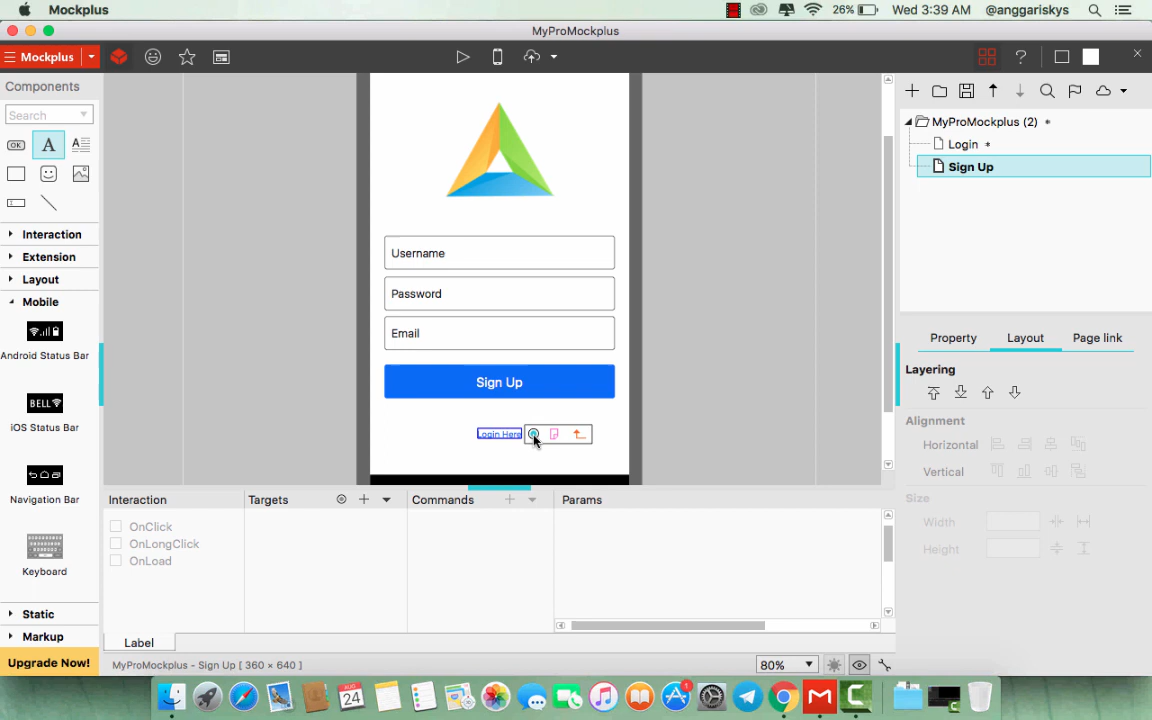 Mockplus
26%
Wed 3:39 AM
@anggariskys
MyProMockplus
Mockplus
?
Components
Search
OK
A
A
Interaction
Extension
Layout
Mobile
Android Status Bar
BELL
iOS Status Bar
Navigation Bar
Keyboard
Static
Markup
Upgrade Now!
Username
Password
Email
Sign Up
Login Here
Interaction
Targets
Commands
Params
OnClick
OnLongClick
OnLoad
Label
MyProMockplus - Sign Up [ 360 × 640 ]
80%
MyProMockplus (2) *
Login *
Sign Up
Property
Layout
Page link
Layering
Alignment
Horizontal
Vertical
Size
Width
Height
AUG
24
1